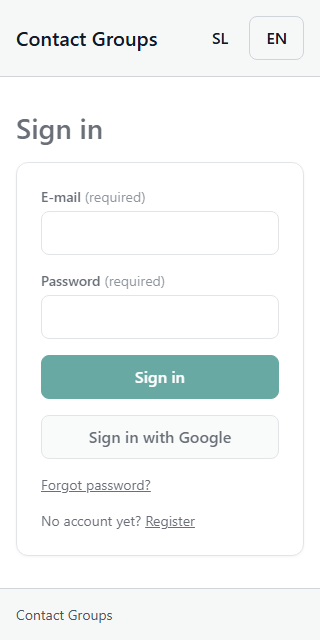 Contact Groups
SL
EN
Sign in
E-mail (required)
Password (required)
Sign in
Sign in with Google
Forgot password?
No account yet? Register
Contact Groups